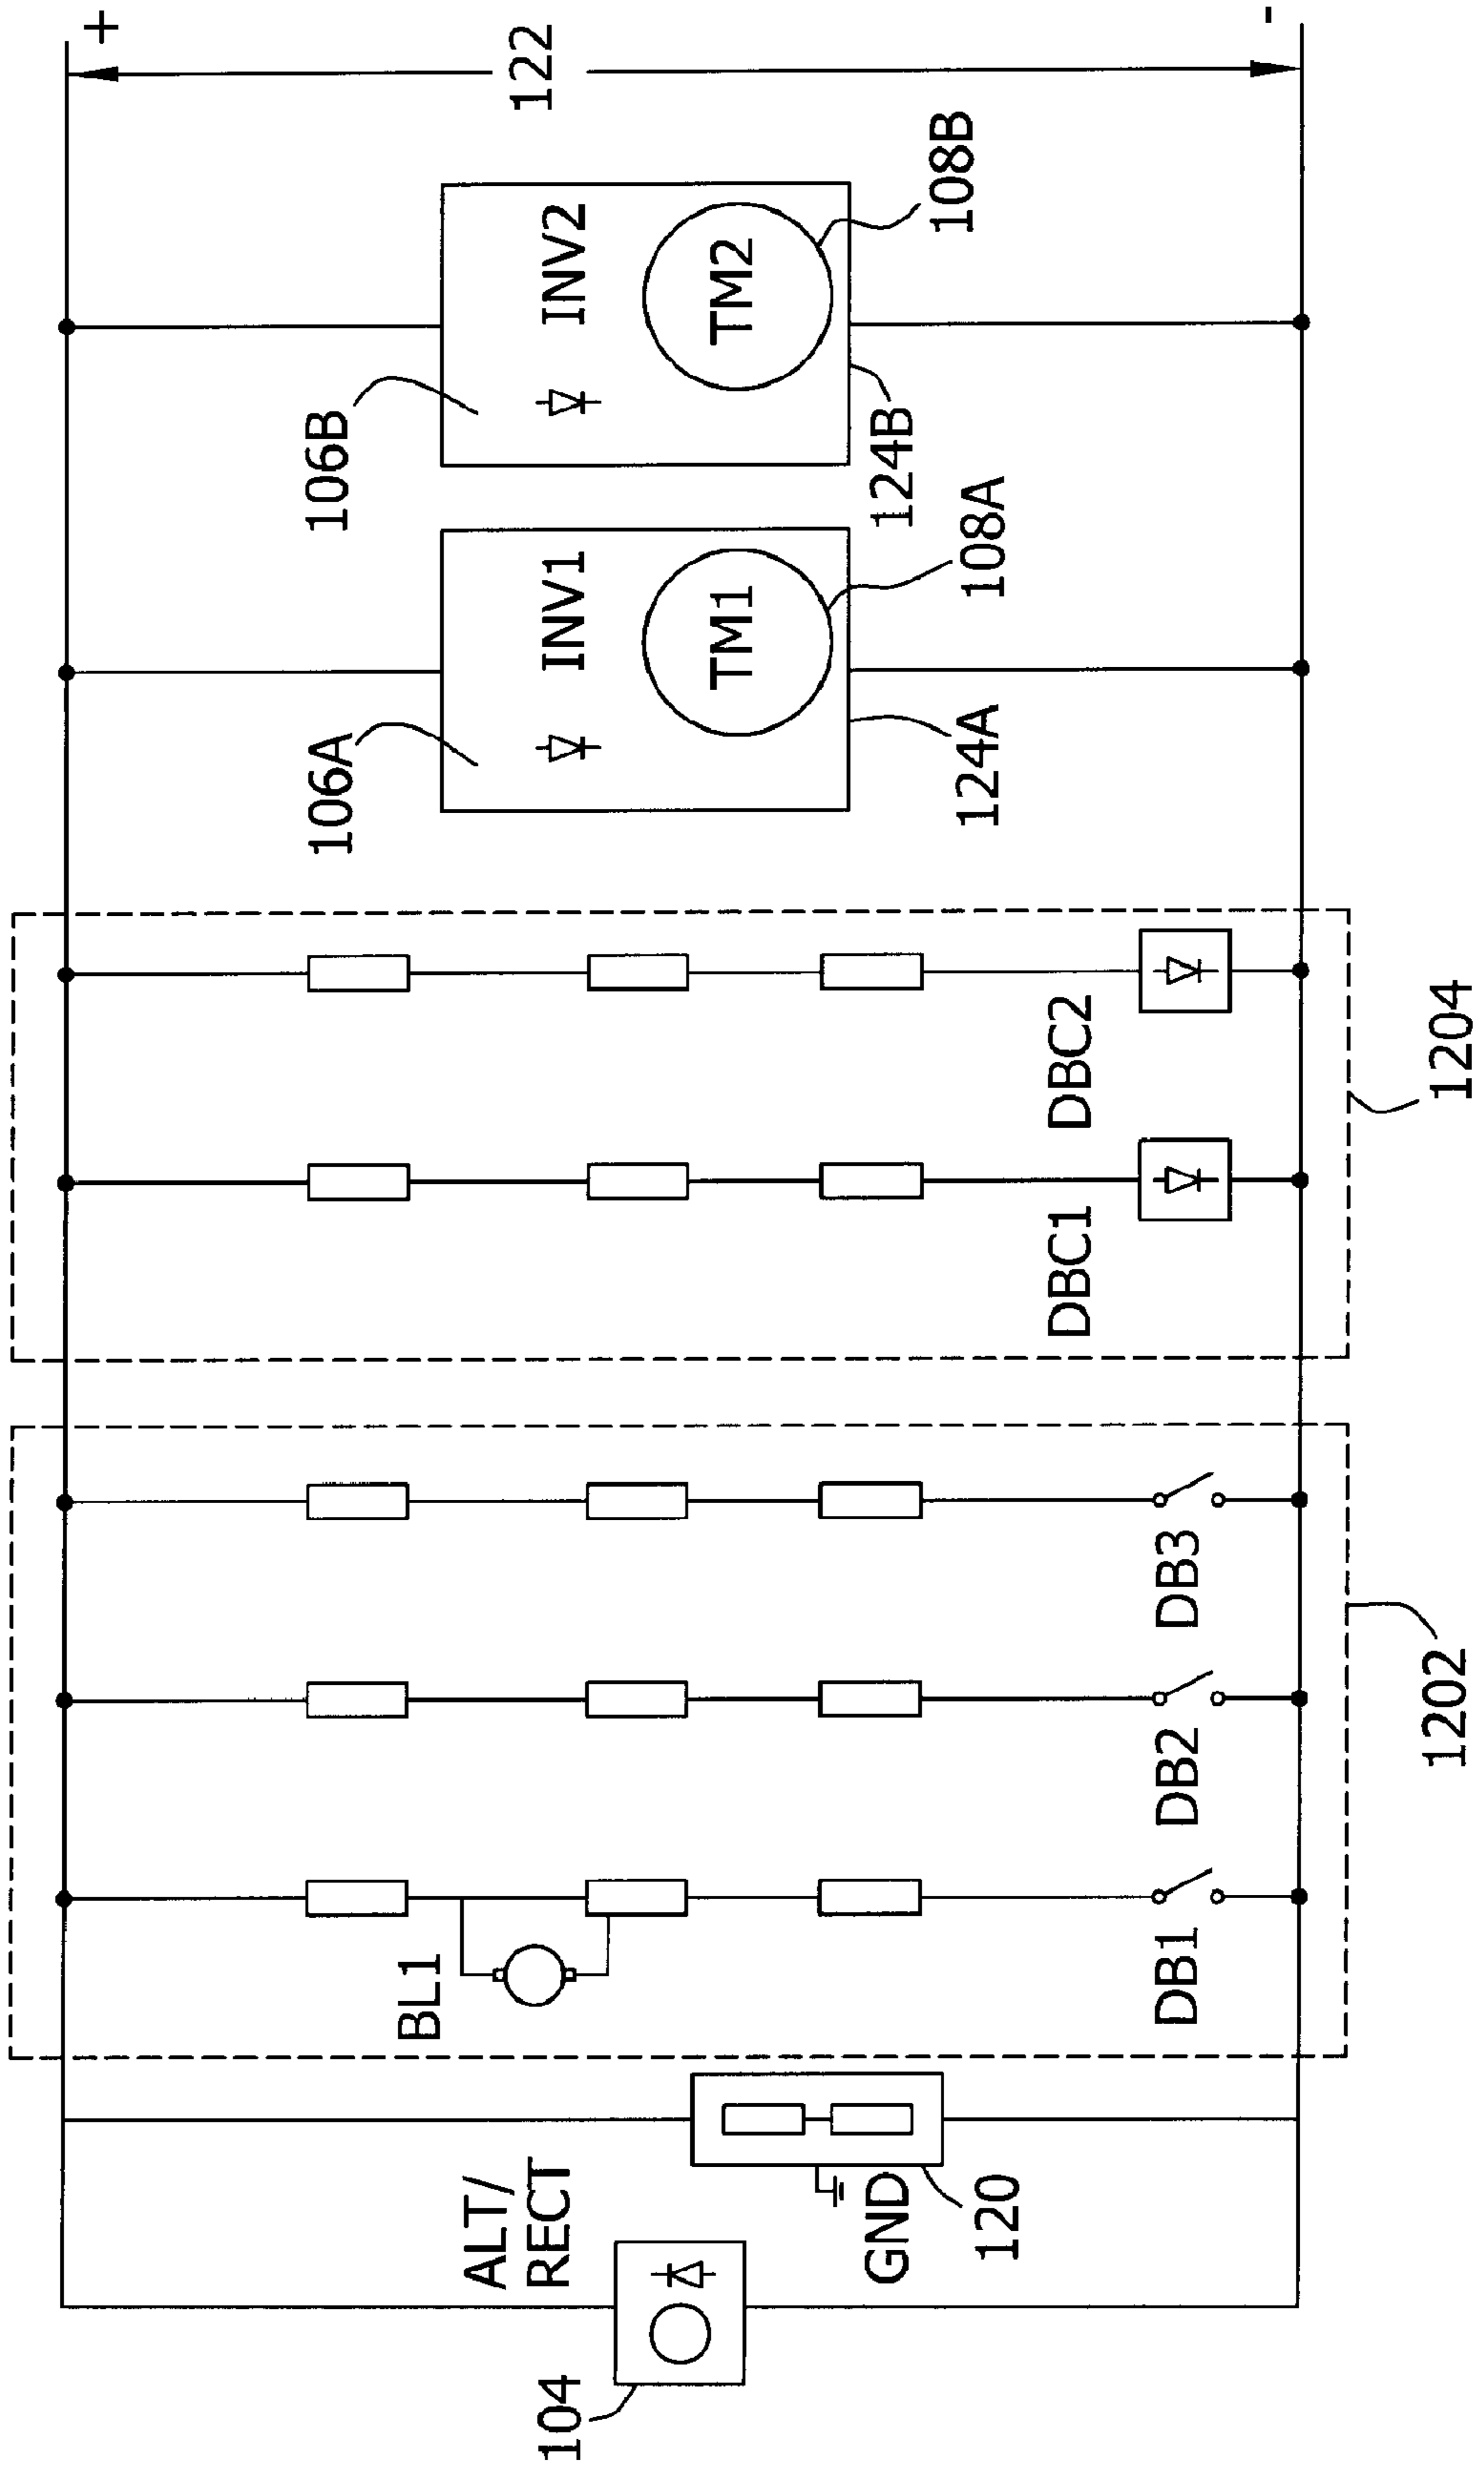 104
ALT/
RECT
GND
120
BL1
DB1
DB2
DB3
1202
DBC1
DBC2
1204
106A
INV1
TM1
124A
108A
106B
INV2
TM2
124B
108B
122
+
-